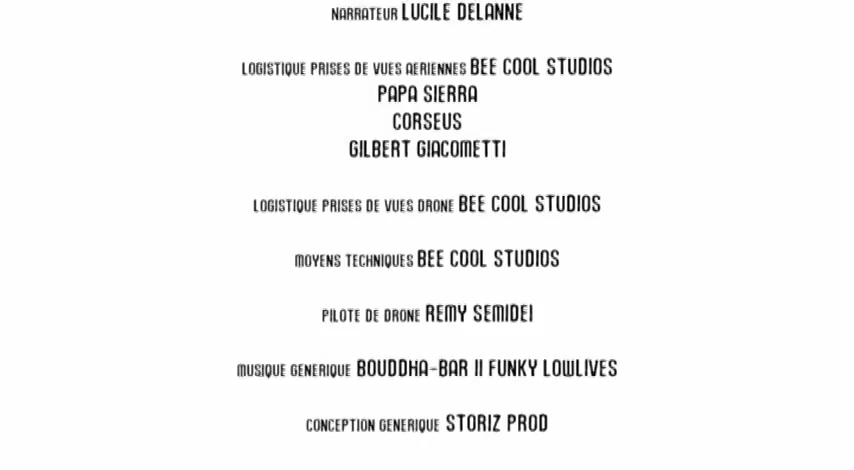 NARRATEUR LUCILE DELANNE
LOGISTIQUE PRISES DE VUES AERIENNES BEE COOL STUDIOS
PAPA SIERRA
CORSEUS
GILBERT GIACOMETTI
LOGISTIQUE PRISES DE VUES DRONE BEE COOL STUDIOS
MOYENS TECHNIQUES BEE COOL STUDIOS
PILOTE DE DRONE REMY SEMIDEI
MUSIQUE GENERIQUE BOUDDHA-BAR II FUNKY LOWLIVES
CONCEPTION GENERIQUE STORIZ PROD